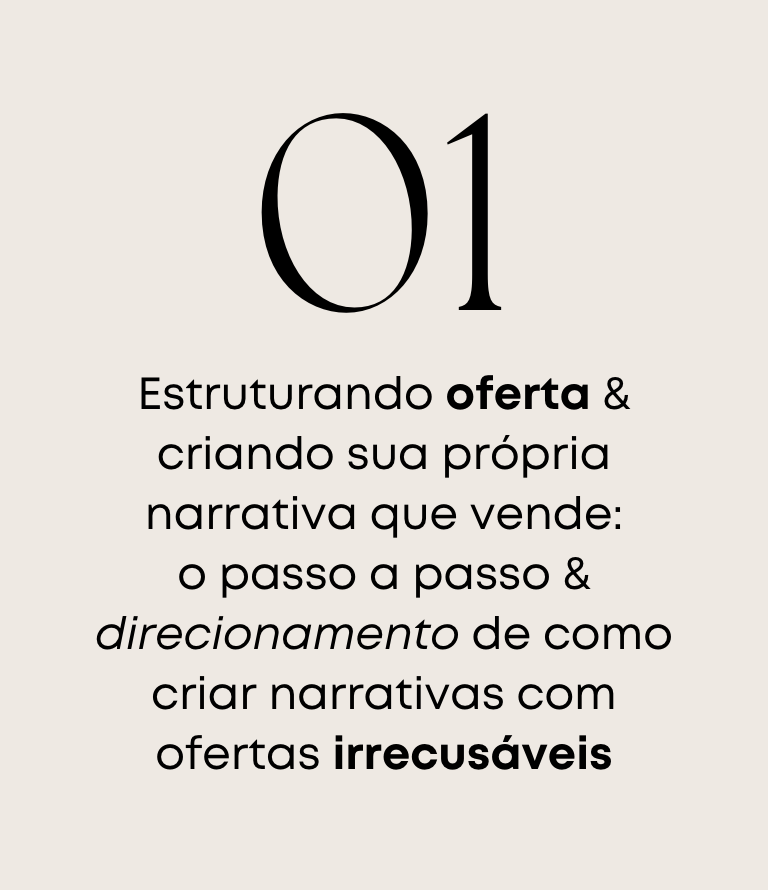 01
Estruturando oferta &
criando sua própria
narrativa que vende:
o passo a passo &
direcionamento de como
criar narrativas com
ofertas irrecusáveis